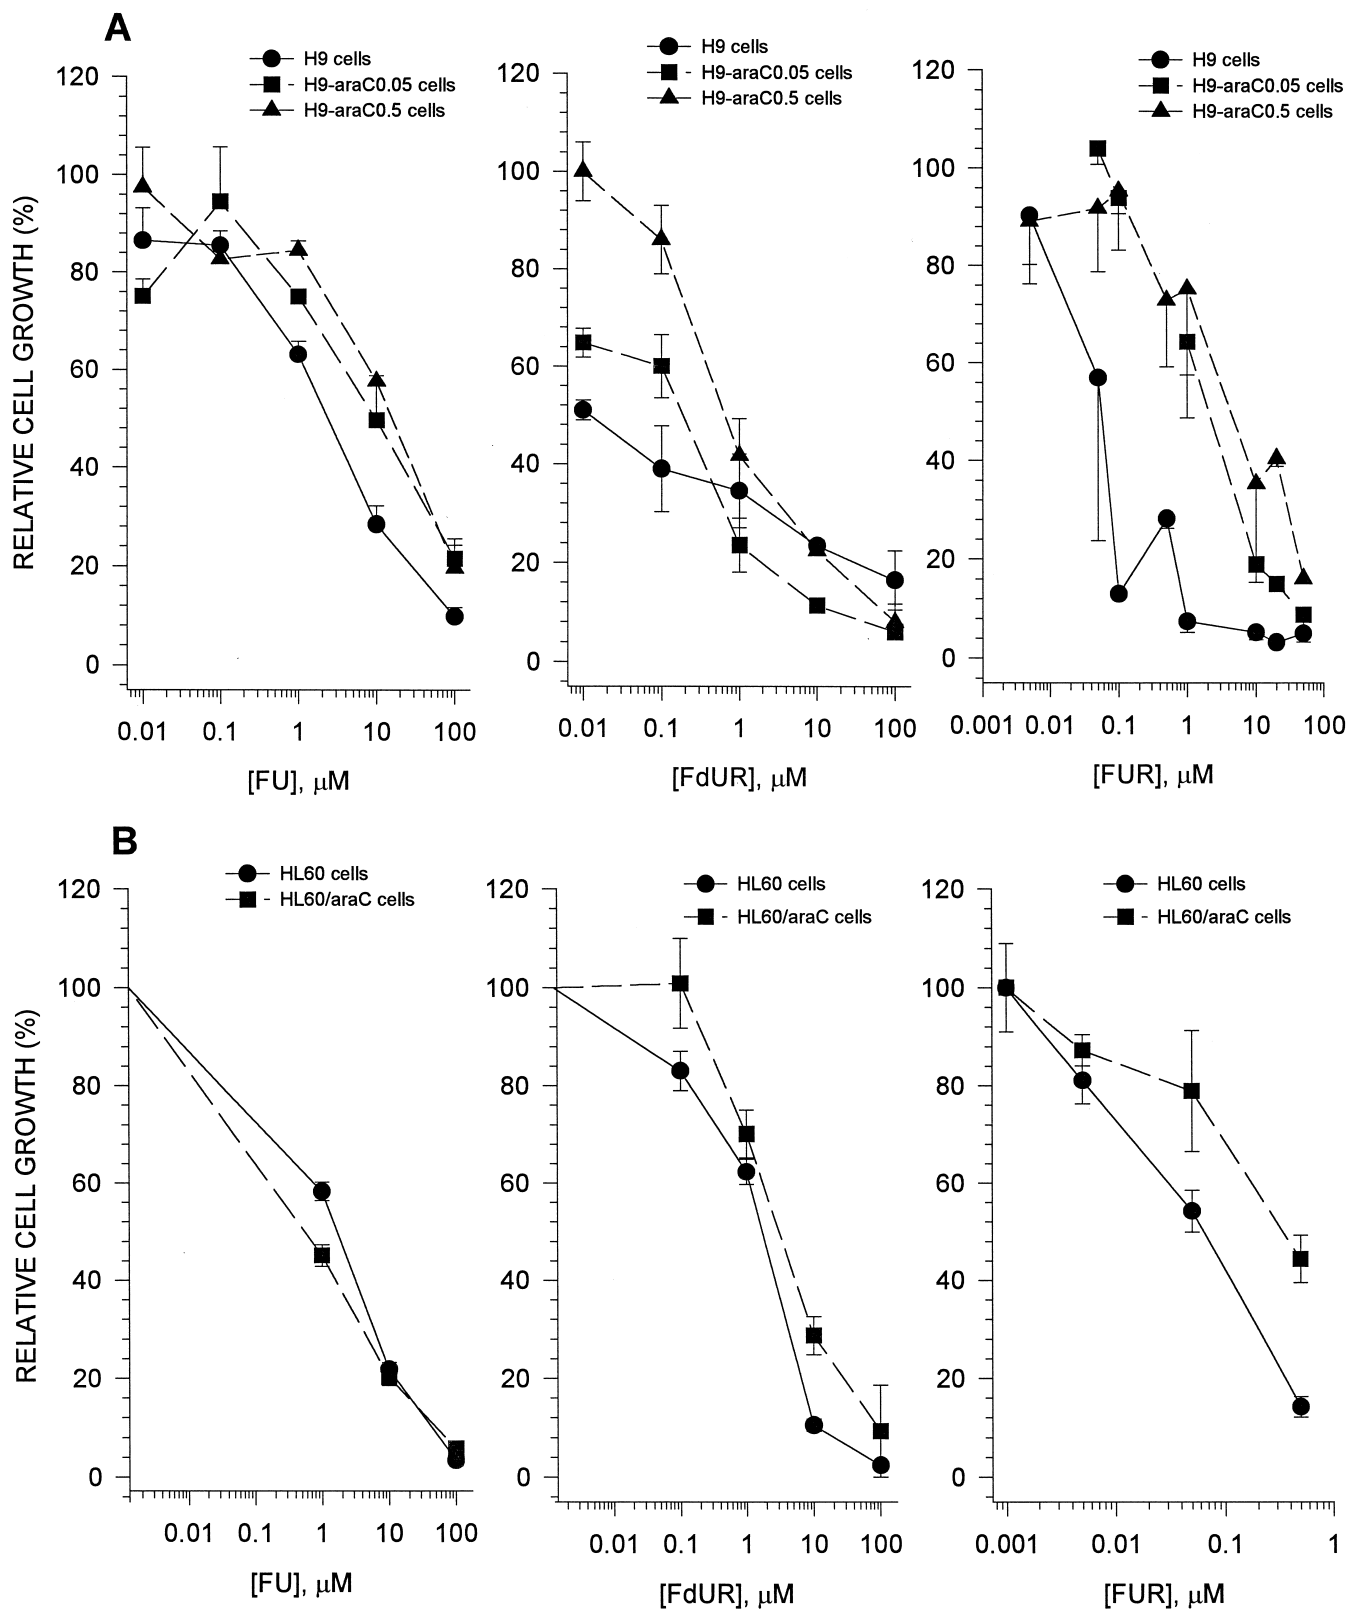 A
H9 cells
H9-araC0.05 cells
H9-araC0.5 cells
H9 cells
H9-araC0.05 cells
H9-araC0.5 cells
H9 cells
H9-araC0.05 cells
H9-araC0.5 cells
RELATIVE CELL GROWTH (%)
120
100
80
60
40
20
0
0.01 0.1 1 10 100
[FU], μM
120
100
80
60
40
20
0
0.01 0.1 1 10 100
[FdUR], μM
120
100
80
60
40
20
0
0.001 0.01 0.1 1 10 100
[FUR], μM
B
HL60 cells
HL60/araC cells
HL60 cells
HL60/araC cells
HL60 cells
HL60/araC cells
RELATIVE CELL GROWTH (%)
120
100
80
60
40
20
0
0.01 0.1 1 10 100
[FU], μM
120
100
80
60
40
20
0
0.01 0.1 1 10 100
[FdUR], μM
120
100
80
60
40
20
0
0.001 0.01 0.1 1
[FUR], μM